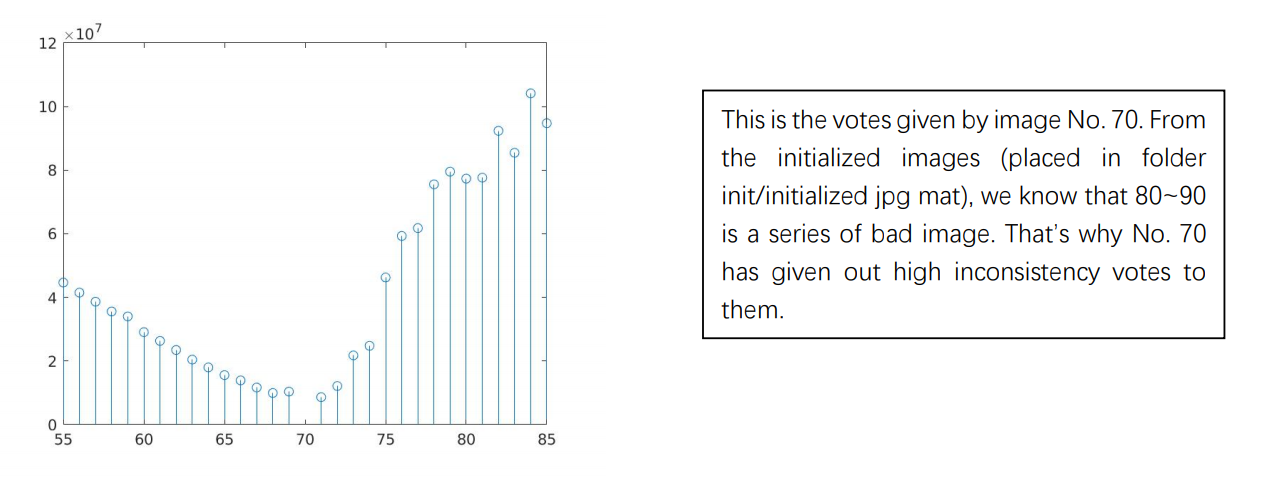 ×10⁷
12
10
8
6
4
2
0
55 60 65 70 75 80 85
This is the votes given by image No. 70. From
the initialized images (placed in folder
init/initialized jpg mat), we know that 80~90
is a series of bad image. That’s why No. 70
has given out high inconsistency votes to
them.